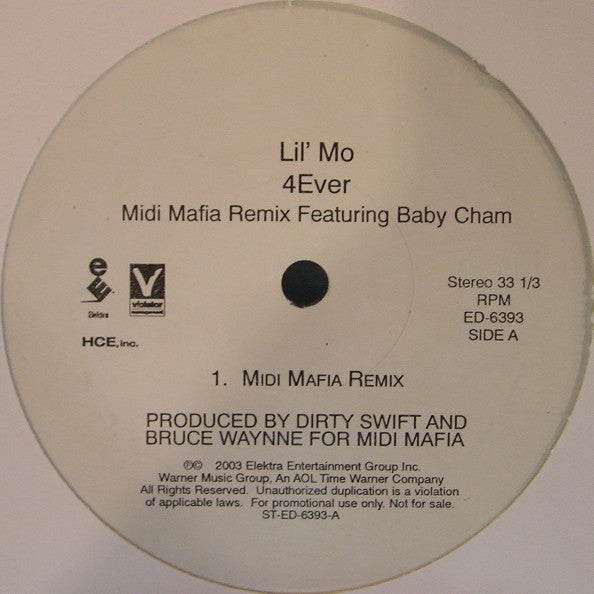 Lil' Mo
4Ever
Midi Mafia Remix Featuring Baby Cham
Elektra
V
violator
management
HCE, inc.
Stereo 33 1/3
RPM
ED-6393
SIDE A
1. MIDI MAFIA REMIX
PRODUCED BY DIRTY SWIFT AND
BRUCE WAYNNE FOR MIDI MAFIA
℗© 2003 Elektra Entertainment Group Inc.
Warner Music Group, An AOL Time Warner Company
All Rights Reserved. Unauthorized duplication is a violation
of applicable laws. For promotional use only. Not for sale.
ST-ED-6393-A